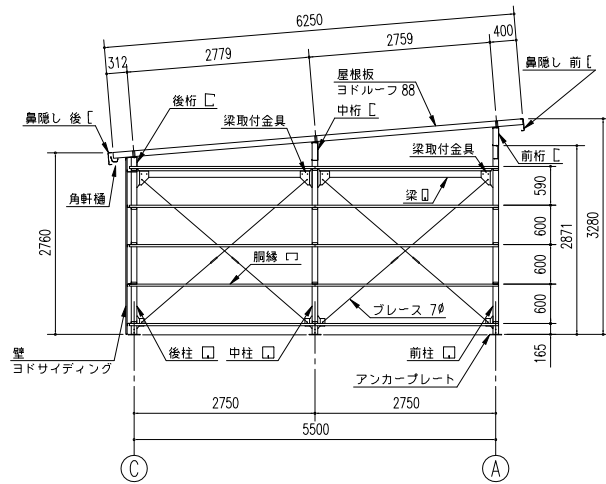 6250
312
2779
2759
400
屋根板
ヨドルーフ 88
鼻隠し 前
鼻隠し 後
後桁
梁取付金具
中桁
梁取付金具
前桁
角軒樋
梁
590
600
600
600
165
2871
3280
2760
胴縁
ブレース 7φ
壁
ヨドサイディング
後柱
中柱
前柱
アンカープレート
2750
2750
5500
C
A